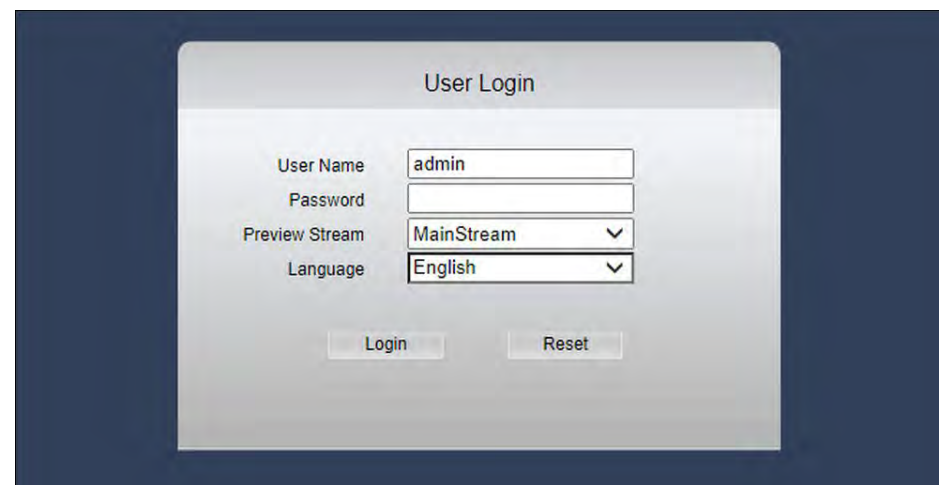 User Login
User Name admin
Password
Preview Stream MainStream
Language English
Login Reset